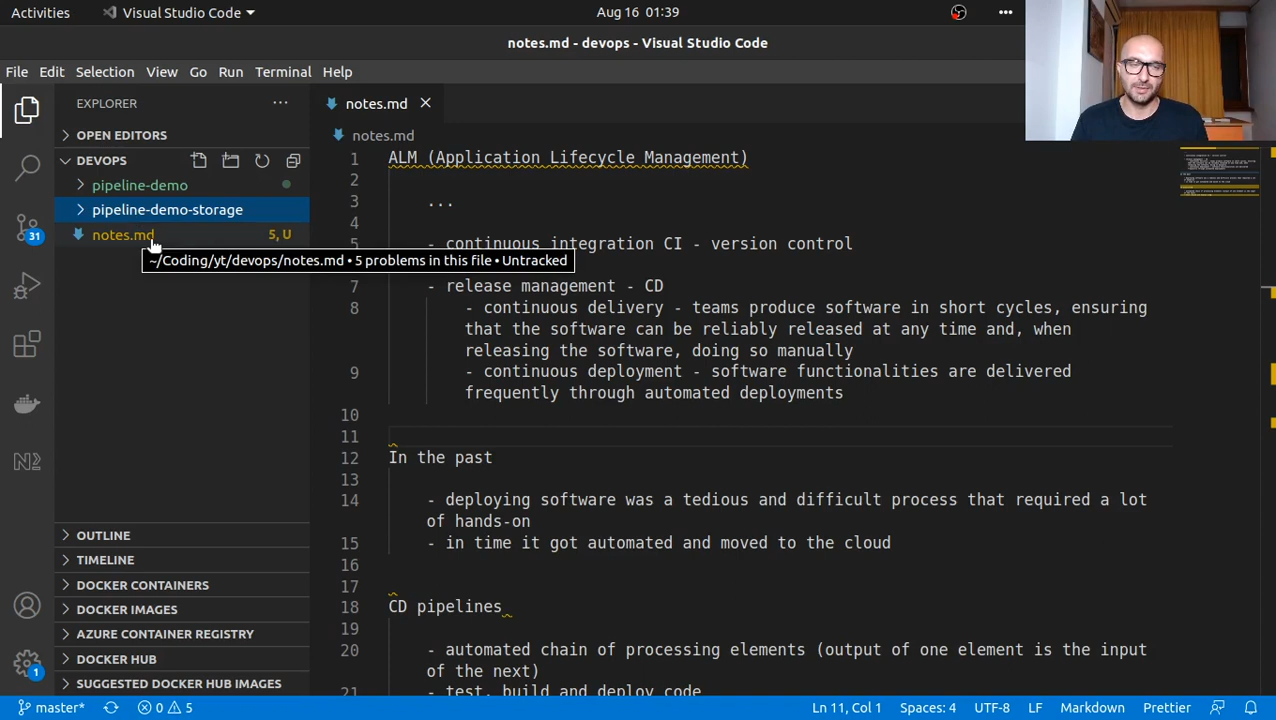 Activities
Visual Studio Code
Aug 16 01:39
notes.md - devops - Visual Studio Code
File Edit Selection View Go Run Terminal Help
EXPLORER
OPEN EDITORS
DEVOPS
pipeline-demo
pipeline-demo-storage
notes.md 5, U
~/Coding/yt/devops/notes.md • 5 problems in this file • Untracked
31
1
OUTLINE
TIMELINE
DOCKER CONTAINERS
DOCKER IMAGES
AZURE CONTAINER REGISTRY
DOCKER HUB
SUGGESTED DOCKER HUB IMAGES
notes.md
notes.md
1 ALM (Application Lifecycle Management)
2
3 ...
4
5 - continuous integration CI - version control
7 - release management - CD
8 - continuous delivery - teams produce software in short cycles, ensuring
that the software can be reliably released at any time and, when
releasing the software, doing so manually
9 - continuous deployment - software functionalities are delivered
frequently through automated deployments
10
11
12 In the past
13
14 - deploying software was a tedious and difficult process that required a lot
of hands-on
15 - in time it got automated and moved to the cloud
16
17
18 CD pipelines
19
20 - automated chain of processing elements (output of one element is the input
of the next)
21 - test, build and deploy code
master* 0 5 Ln 11, Col 1 Spaces: 4 UTF-8 LF Markdown Prettier